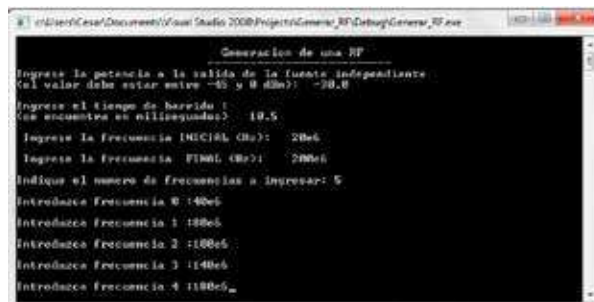 c:\Users\Cesar\Documents\Visual Studio 2008\Projects\Generar_RF\Debug\Generar_RF.exe
Generacion de una RF
Ingrese la potencia a la salida de la fuente independiente
(el valor debe estar entre -45 y 0 dBm): -30.0
Ingrese el tiempo de barrido :
(se encuentra en milisegundos) 10.5
Ingrese la frecuencia INICIAL (Hz): 20e6
Ingrese la frecuencia FINAL (Hz): 200e6
Indique el numero de frecuencias a ingresar: 5
Introduzca frecuencia 0 :40e6
Introduzca frecuencia 1 :80e6
Introduzca frecuencia 2 :100e6
Introduzca frecuencia 3 :140e6
Introduzca frecuencia 4 :180e6_